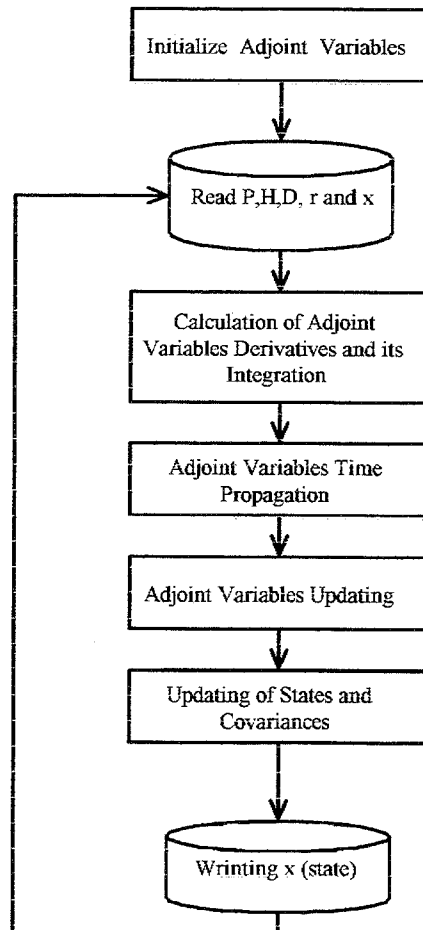 Initialize Adjoint Variables
Read P,H,D, r and x
Calculation of Adjoint
Variables Derivatives and its
Integration
Adjoint Variables Time
Propagation
Adjoint Variables Updating
Updating of States and
Covariances
Wrinting x (state)